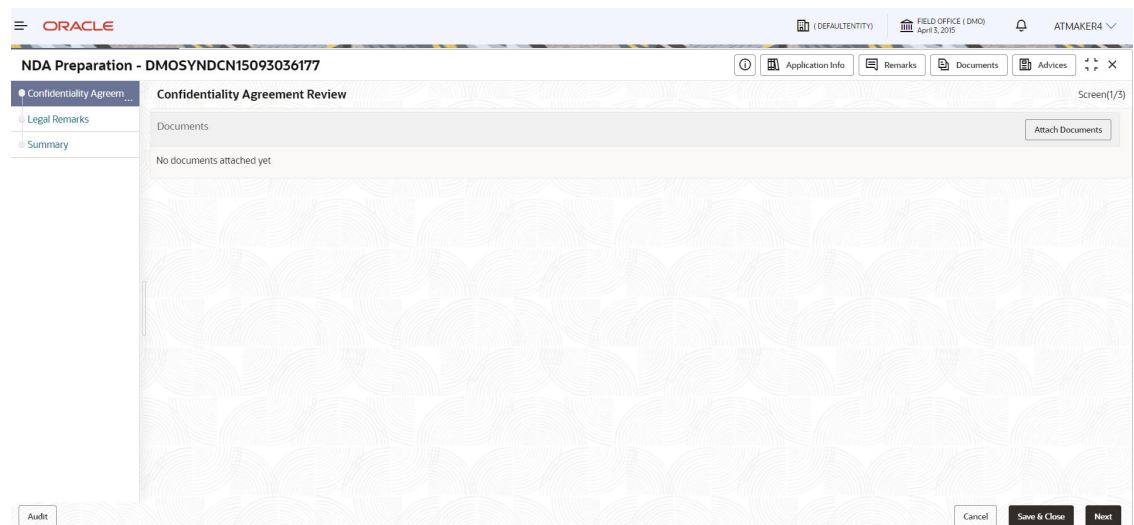 ORACLE
( DEFAULTENTITY)
FIELD OFFICE ( DMO)
April 3, 2015
ATMAKER4
NDA Preparation - DMOSYNDCN15093036177
Application Info
Remarks
Documents
Advices
Confidentiality Agreem...
Legal Remarks
Summary
Confidentiality Agreement Review
Screen(1/3)
Documents
Attach Documents
No documents attached yet
Audit
Cancel
Save & Close
Next